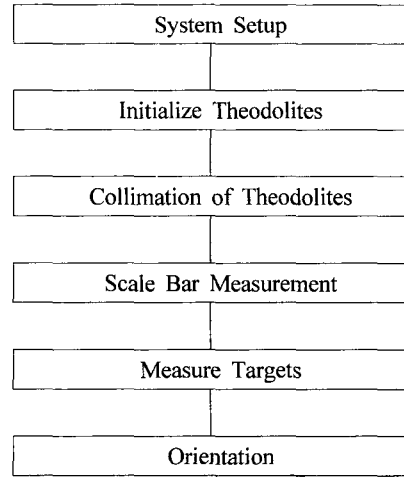 System Setup
Initialize Theodolites
Collimation of Theodolites
Scale Bar Measurement
Measure Targets
Orientation